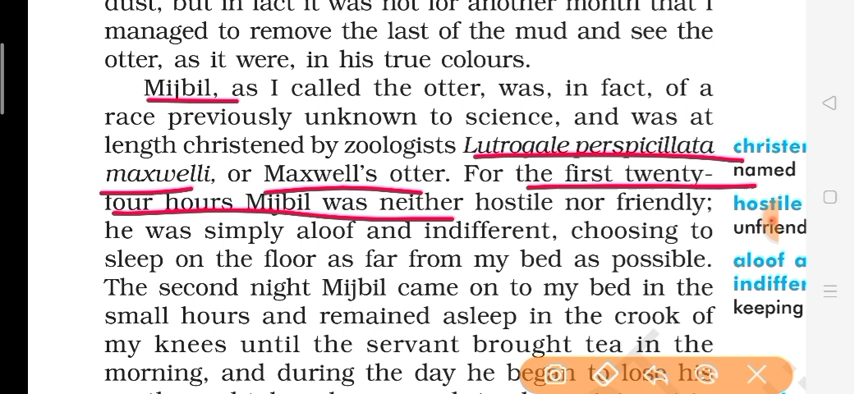 dust, but in fact it was not for another month that I
managed to remove the last of the mud and see the
otter, as it were, in his true colours.
Mijbil, as I called the otter, was, in fact, of a
race previously unknown to science, and was at
length christened by zoologists Lutrogale perspicillata
maxwelli, or Maxwell's otter. For the first twenty-
four hours Mijbil was neither hostile nor friendly;
he was simply aloof and indifferent, choosing to
sleep on the floor as far from my bed as possible.
The second night Mijbil came on to my bed in the
small hours and remained asleep in the crook of
my knees until the servant brought tea in the
morning, and during the day he began to lose his
christe
named
hostile
unfriend
aloof a
indiffe
keeping